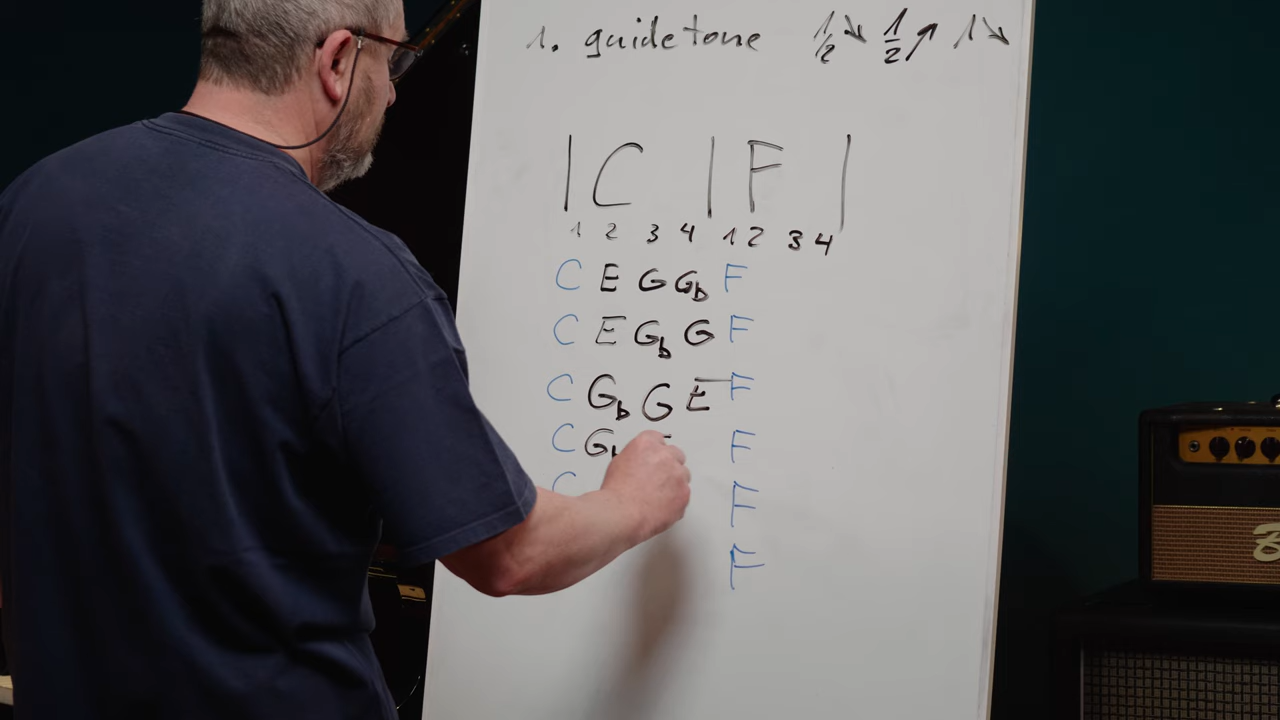 1. guidetone 1/2↘ 1/2↗ 1↘
| C | F |
1 2 3 4 1 2 3 4
C E G Gb F
C E Gb G F
C Gb G E F
C F
C F
F